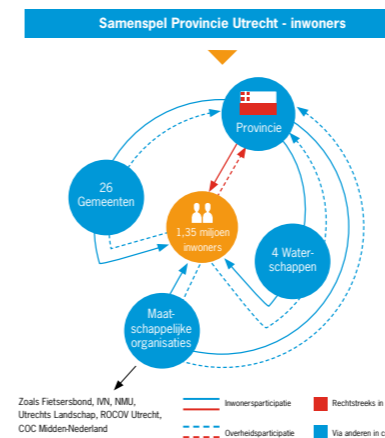 Samenspel Provincie Utrecht - inwoners
Provincie
26
Gemeenten
1,35 miljoen
inwoners
4 Water-
schappen
Maat-
schappelijke
organisaties
Zoals Fietsersbond, IVN, NMU,
Utrechts Landschap, ROCOV Utrecht,
COC Midden-Nederland
Inwonersparticipatie
Rechtstreeks in
Overheidsparticipatie
Via anderen in c